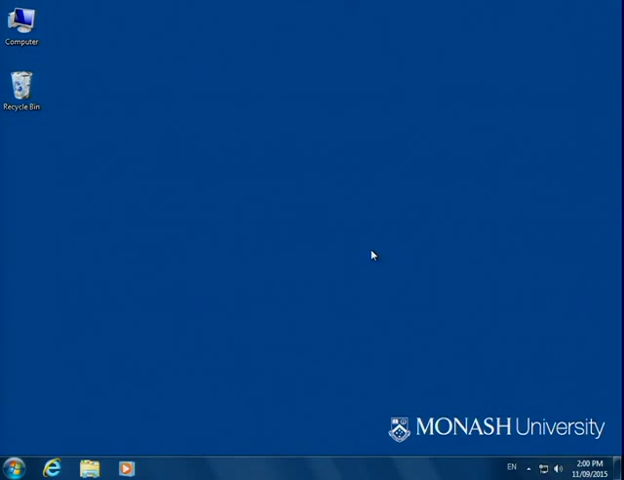 Computer
Recycle Bin
MONASH University
EN
2:00 PM
11/09/2015